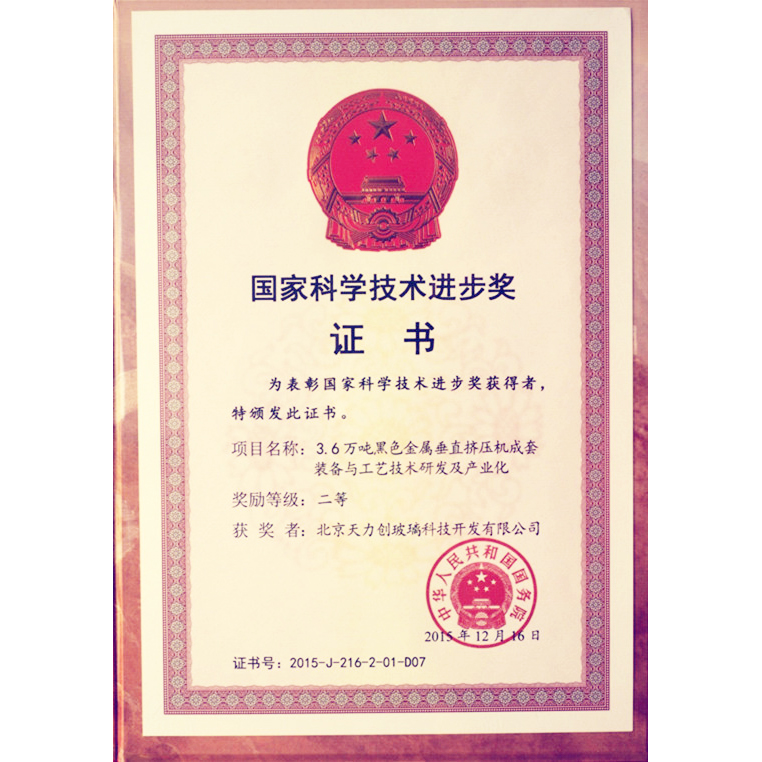 国家科学技术进步奖
证 书
为表彰国家科学技术进步奖获得者，
特颁发此证书。
项目名称：3.6万吨黑色金属垂直挤压机成套
装备与工艺技术研发及产业化
奖励等级：二等
获 奖 者：北京天力创玻璃科技开发有限公司
中华人民共和国国务院
2015年12月16日
证书号：2015-J-216-2-01-D07